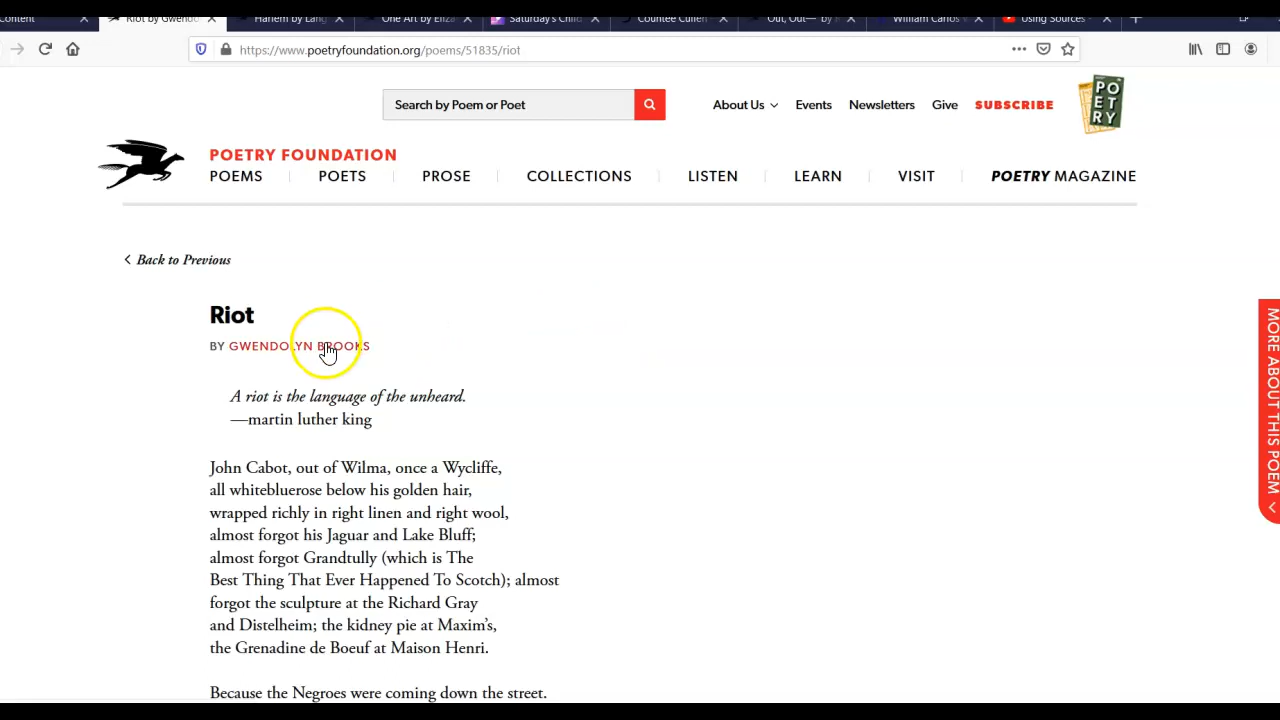 Content
Riot by Gwendo
Harlem by Lang
One Art by Eliza
Saturday's Child
Countee Cullen
Out, Out— by
William Carlos
Using Sources -
https://www.poetryfoundation.org/poems/51835/riot
Search by Poem or Poet
About Us
Events
Newsletters
Give
SUBSCRIBE
POETRY
POETRY FOUNDATION
POEMS
POETS
PROSE
COLLECTIONS
LISTEN
LEARN
VISIT
POETRY MAGAZINE
Back to Previous
Riot
BY GWENDOLYN BROOKS
A riot is the language of the unheard.
—martin luther king
John Cabot, out of Wilma, once a Wycliffe,
all whitebluerose below his golden hair,
wrapped richly in right linen and right wool,
almost forgot his Jaguar and Lake Bluff;
almost forgot Grandtully (which is The
Best Thing That Ever Happened To Scotch); almost
forgot the sculpture at the Richard Gray
and Distelheim; the kidney pie at Maxim's,
the Grenadine de Boeuf at Maison Henri.
Because the Negroes were coming down the street.
MORE ABOUT THIS POEM